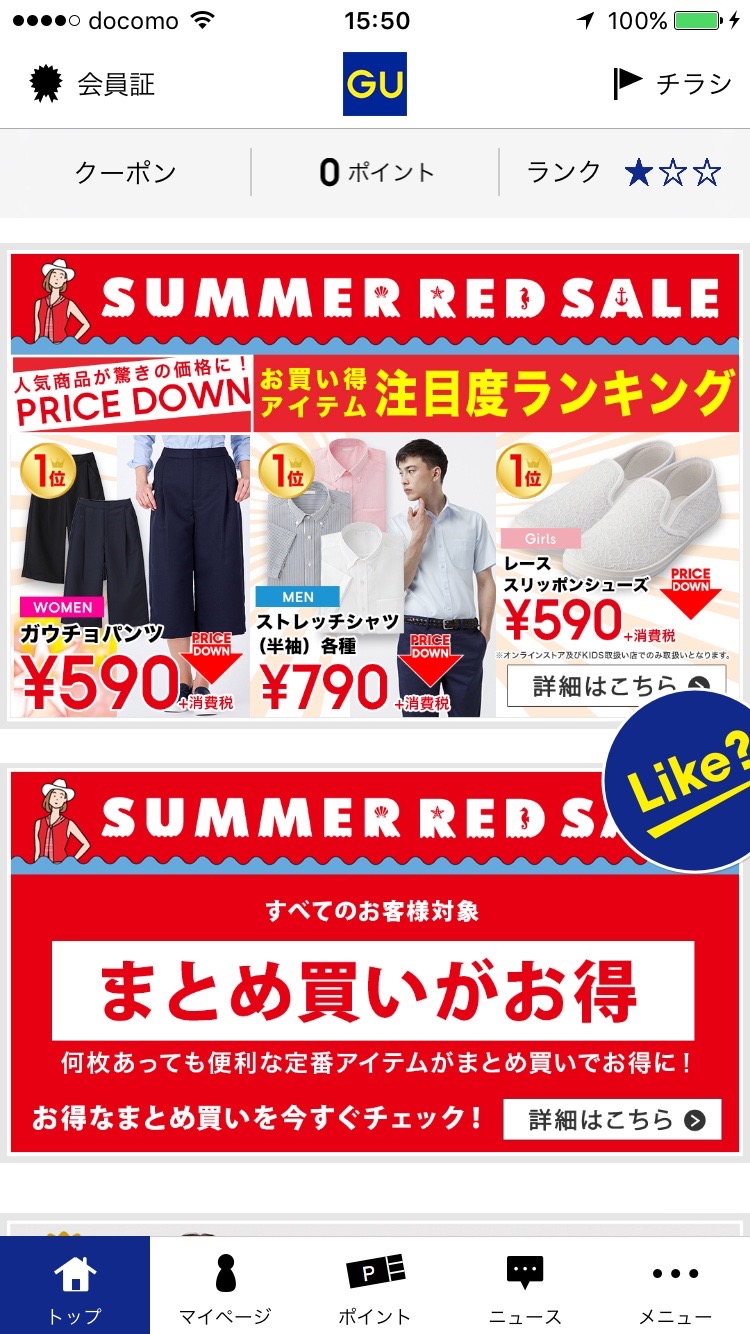 docomo 15:50 100%
会員証 GU チラシ
クーポン 0 ポイント ランク ★☆☆
SUMMER RED SALE
人気商品が驚きの価格に!
PRICE DOWN
お買い得
アイテム
注目度ランキング
1位
WOMEN
ガウチョパンツ
PRICE
DOWN
¥590+消費税
1位
MEN
ストレッチシャツ
(半袖) 各種
PRICE
DOWN
¥790+消費税
1位
Girls
レース
スリッポンシューズ
PRICE
DOWN
¥590+消費税
※オンラインストア及びKIDS取扱い店でのみ取扱いとなります。
詳細はこちら
Like?
SUMMER RED SA
すべてのお客様対象
まとめ買いがお得
何枚あっても便利な定番アイテムがまとめ買いでお得に!
お得なまとめ買いを今すぐチェック! 詳細はこちら
P
トップ マイページ ポイント ニュース メニュー